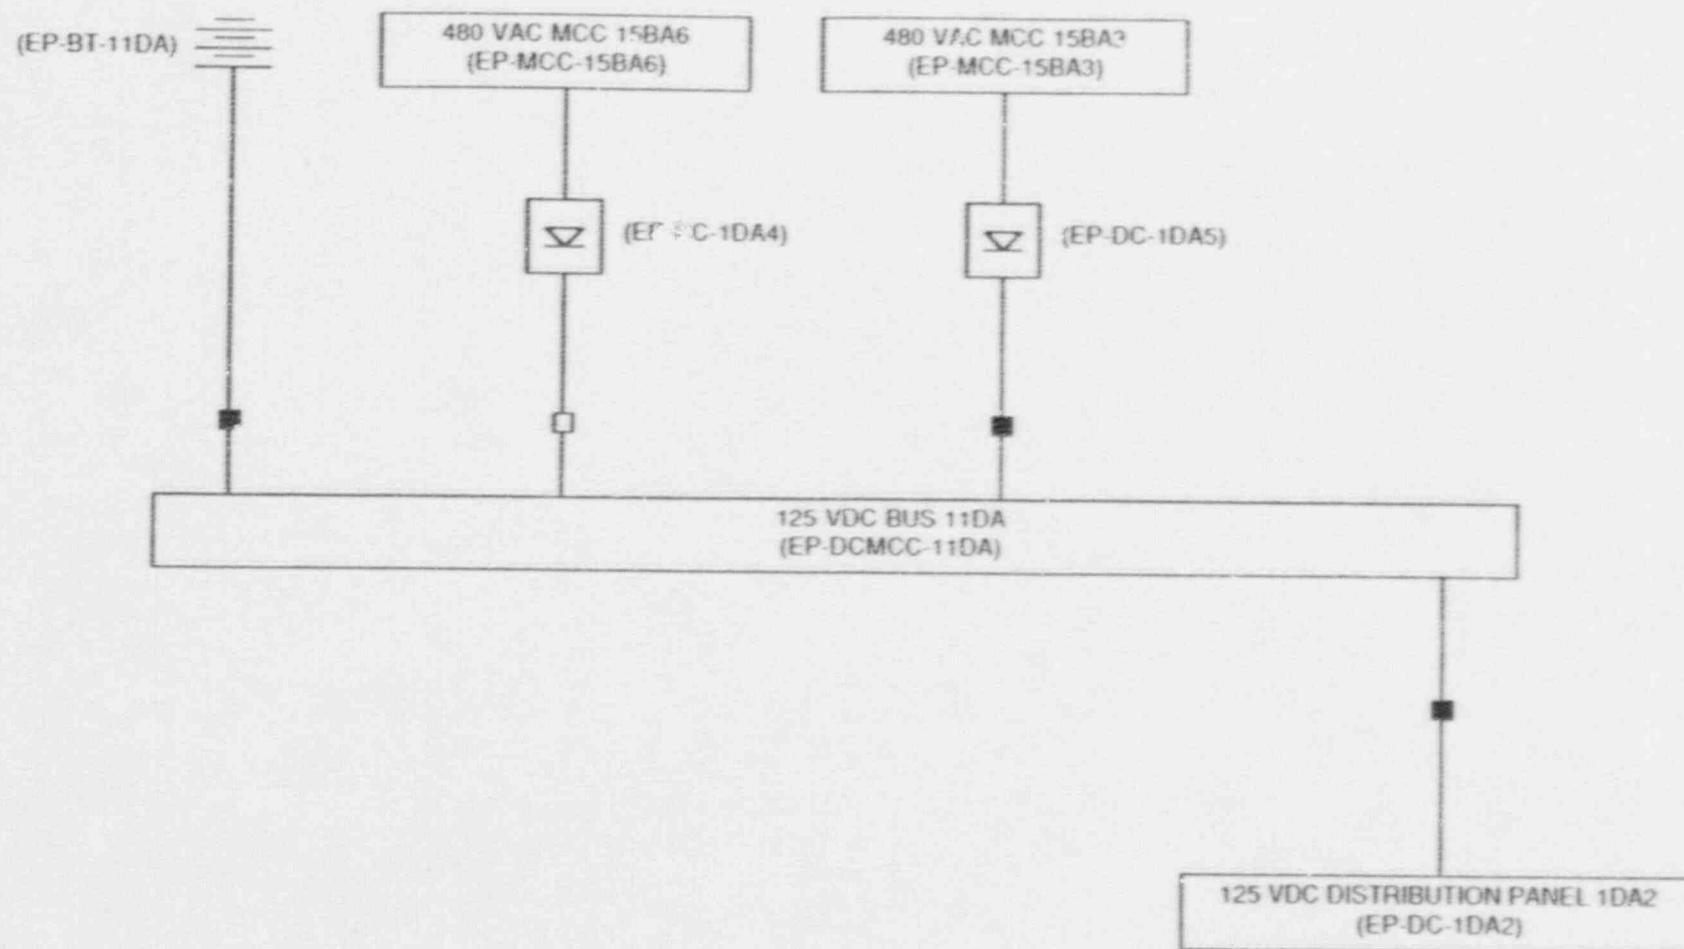 (EP-BT-11DA)
480 VAC MCC 15BA6
(EP-MCC-15BA6)
480 VAC MCC 15BA3
(EP-MCC-15BA3)
1DA4)
(EP-DC-1DA5)
125 VDC BUS 11DA
(EP-DCMCC-11DA)
125 VDC DISTRIBUTION PANEL 1DA2
(EP-DC-1DA2)